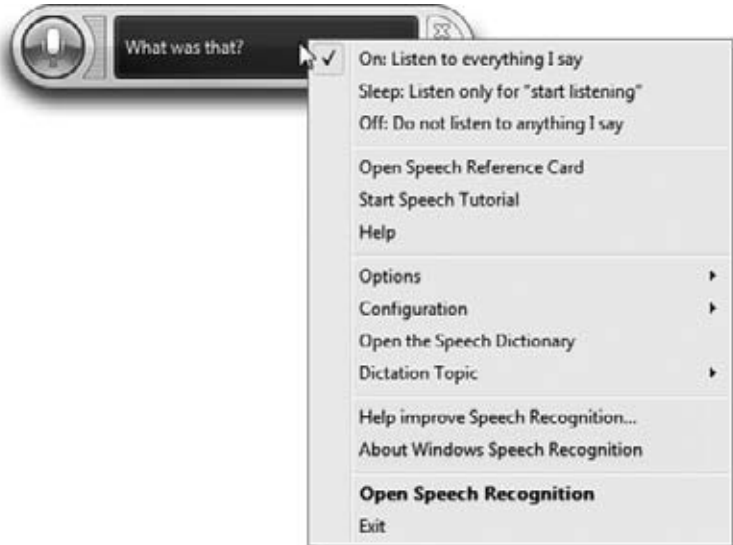 What was that?
On: Listen to everything I say
Sleep: Listen only for "start listening"
Off: Do not listen to anything I say
Open Speech Reference Card
Start Speech Tutorial
Help
Options
Configuration
Open the Speech Dictionary
Dictation Topic
Help improve Speech Recognition...
About Windows Speech Recognition
Open Speech Recognition
Exit